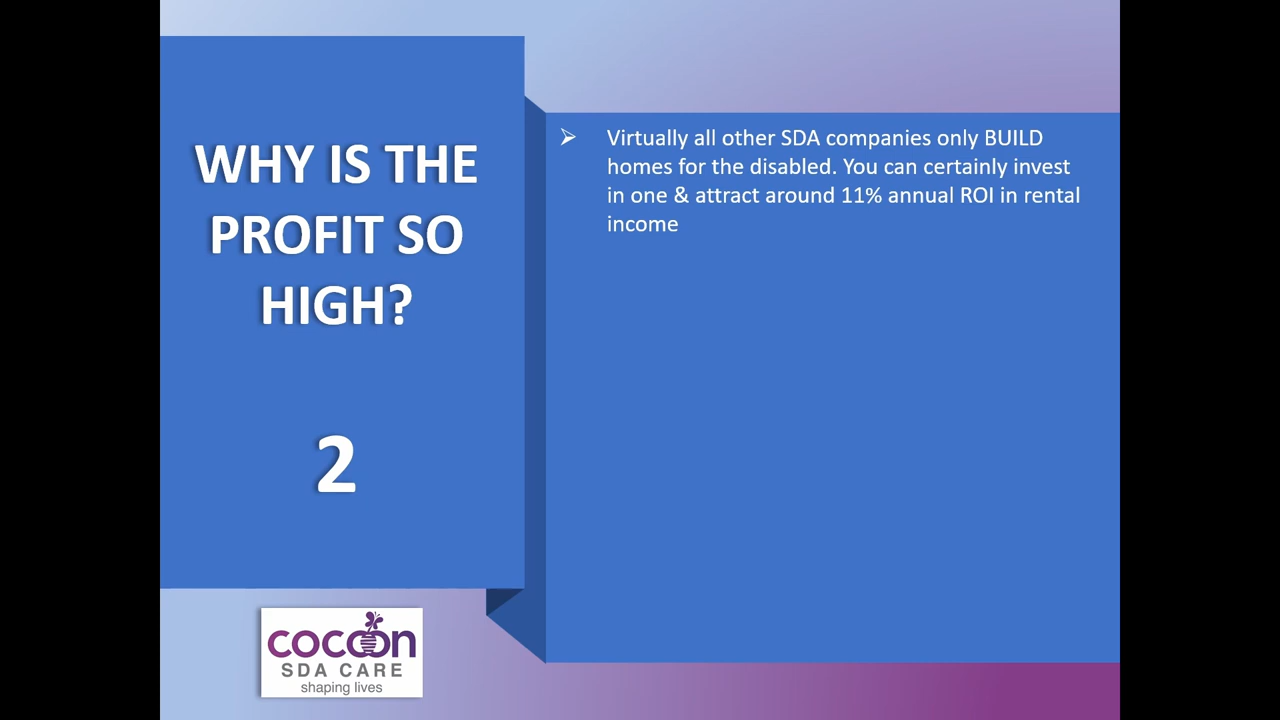 WHY IS THE
PROFIT SO
HIGH?
2
➢ Virtually all other SDA companies only BUILD
homes for the disabled. You can certainly invest
in one & attract around 11% annual ROI in rental
income
cocoon
SDA CARE
shaping lives